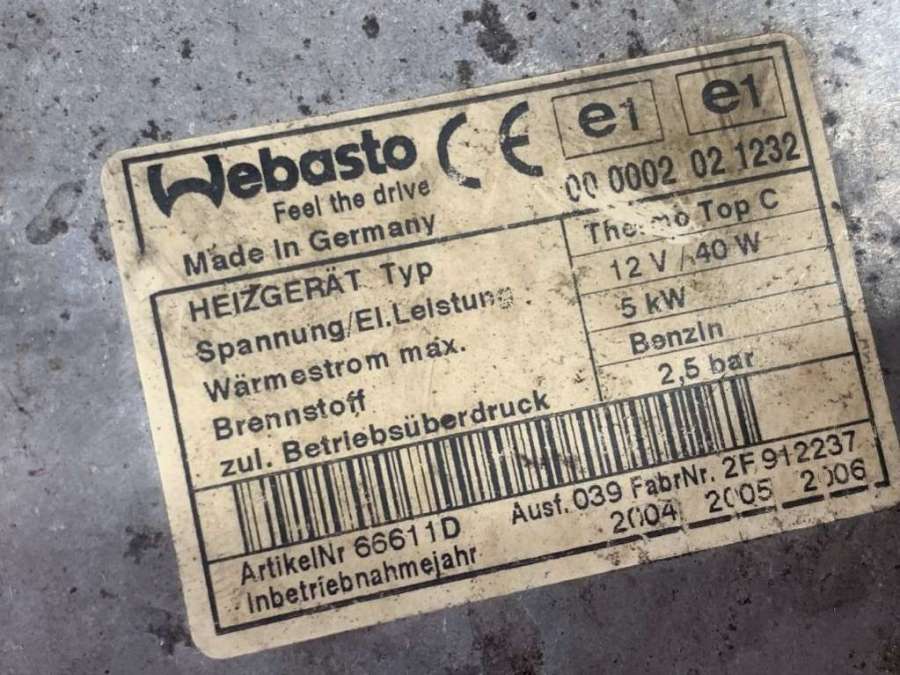 Webasto
Feel the drive
Made in Germany
e1 e1
00 0002 02 1232
HEIZGERÄT Typ Thermo Top C
Spannung/El.Leistung 12 V / 40 W
Wärmestrom max. 5 kW
Brennstoff Benzin
zul. Betriebsüberdruck 2,5 bar
ArtikelNr 66611D Ausf. 039 FabrNr. 2F 912237
Inbetriebnahmejahr 2004 2005 2006